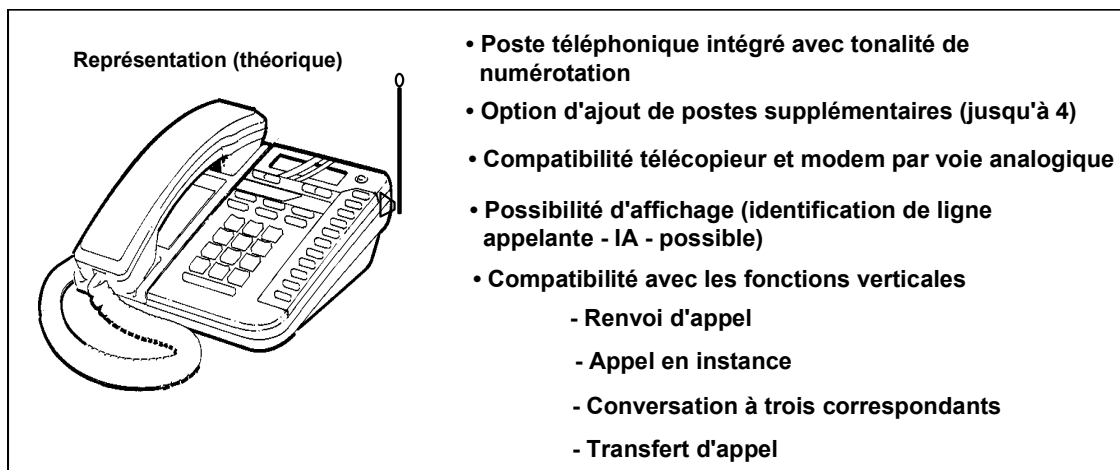 Représentation (théorique)
• Poste téléphonique intégré avec tonalité de
numérotation
• Option d'ajout de postes supplémentaires (jusqu'à 4)
• Compatibilité télécopieur et modem par voie analogique
• Possibilité d'affichage (identification de ligne
appelante - IA - possible)
• Compatibilité avec les fonctions verticales
- Renvoi d'appel
- Appel en instance
- Conversation à trois correspondants
- Transfert d'appel